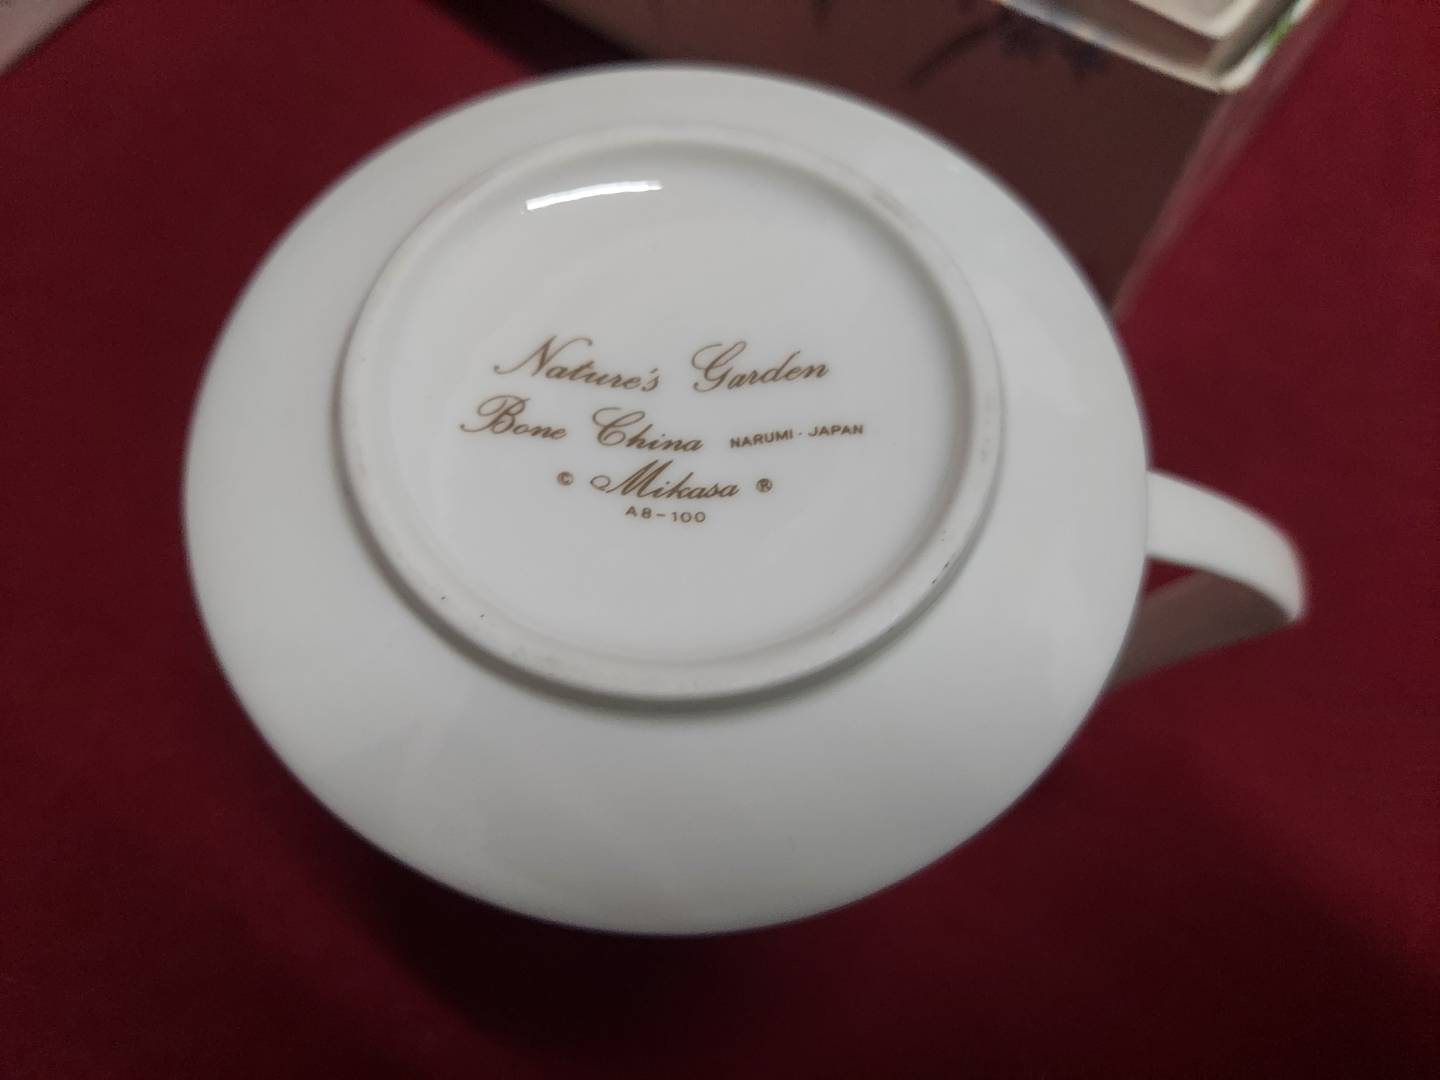 Nature's Garden
Bone China NARUMI - JAPAN
© Mikasa ®
A8-100